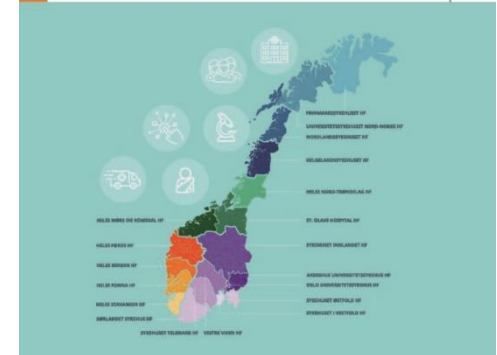 FINNMARKSSYKEHUSET HF
UNIVERSITETSSYKEHUSET NORD-NORGE HF
NORDLANDSSYKEHUSET HF
HELGELANDSSYKEHUSET HF
HELSE NORD-TRØNDELAG HF
HELSE MØRE OG ROMSDAL HF
ST. OLAVS HOSPITAL HF
HELSE FØRDE HF
SYKEHUSET INNLANDET HF
HELSE BERGEN HF
AKERSHUS UNIVERSITETSSYKEHUS HF
HELSE FONNA HF
OSLO UNIVERSITETSSYKEHUS HF
HELSE STAVANGER HF
SYKEHUSET ØSTFOLD HF
SØRLANDET SYKEHUS HF
SYKEHUSET I VESTFOLD HF
SYKEHUSET TELEMARK HF
VESTRE VIKEN HF